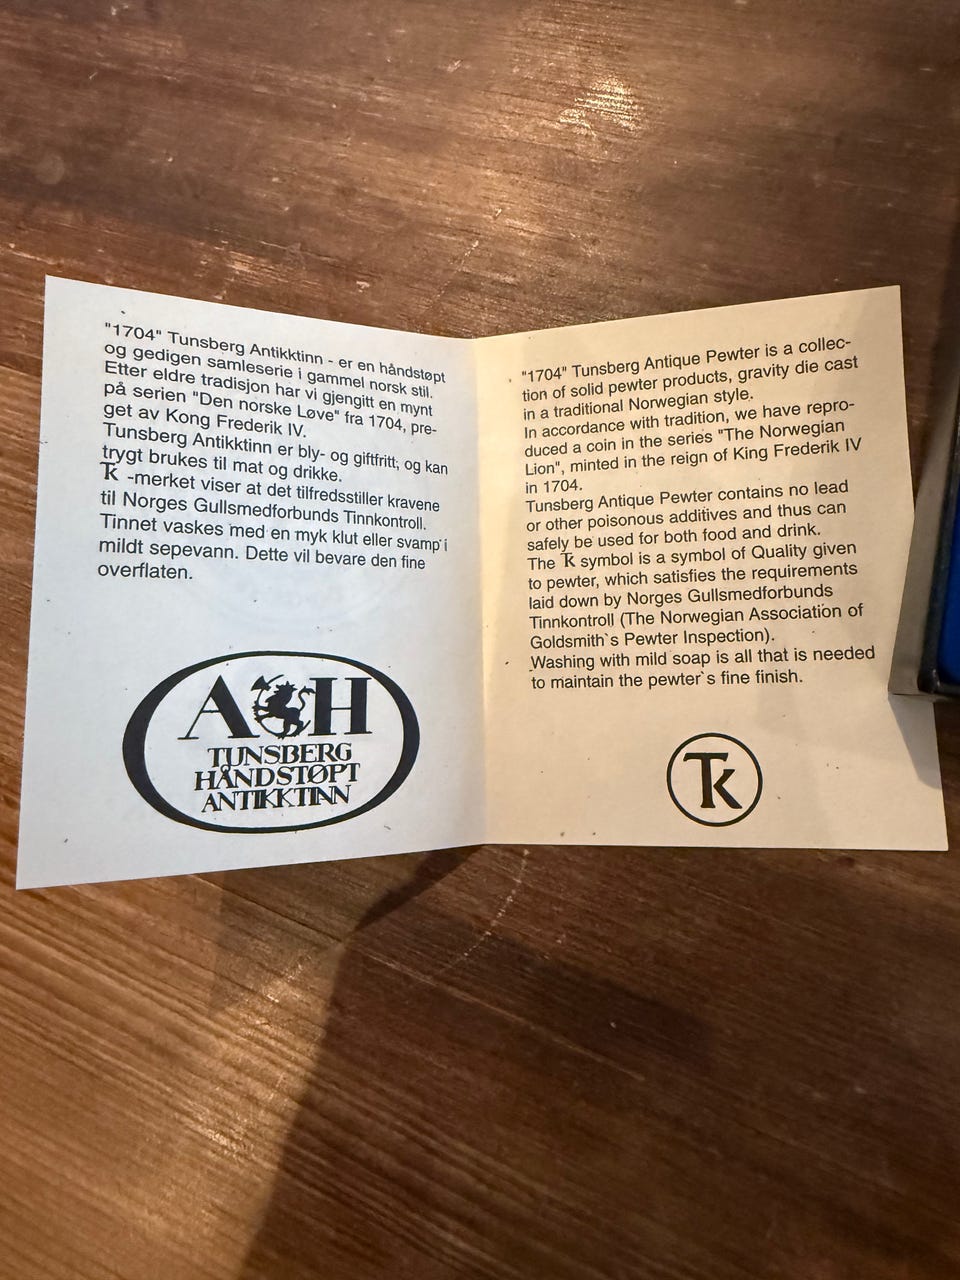 "1704" Tunsberg Antikktinn - er en håndstøpt
og gedigen samleserie i gammel norsk stil.
Etter eldre tradisjon har vi gjengitt en mynt
på serien "Den norske Løve" fra 1704, pre-
get av Kong Frederik IV.
Tunsberg Antikktinn er bly- og giftfritt, og kan
trygt brukes til mat og drikke.
Tk -merket viser at det tilfredsstiller kravene
til Norges Gullsmedforbunds Tinnkontroll.
Tinnet vaskes med en myk klut eller svamp i
mildt sepevann. Dette vil bevare den fine
overflaten.
A H
TUNSBERG
HÅNDSTØPT
ANTIKKTINN
"1704" Tunsberg Antique Pewter is a collec-
tion of solid pewter products, gravity die cast
in a traditional Norwegian style.
In accordance with tradition, we have repro-
duced a coin in the series "The Norwegian
Lion", minted in the reign of King Frederik IV
in 1704.
Tunsberg Antique Pewter contains no lead
or other poisonous additives and thus can
safely be used for both food and drink.
The Tk symbol is a symbol of Quality given
to pewter, which satisfies the requirements
laid down by Norges Gullsmedforbunds
Tinnkontroll (The Norwegian Association of
Goldsmith`s Pewter Inspection).
Washing with mild soap is all that is needed
to maintain the pewter`s fine finish.
Tk